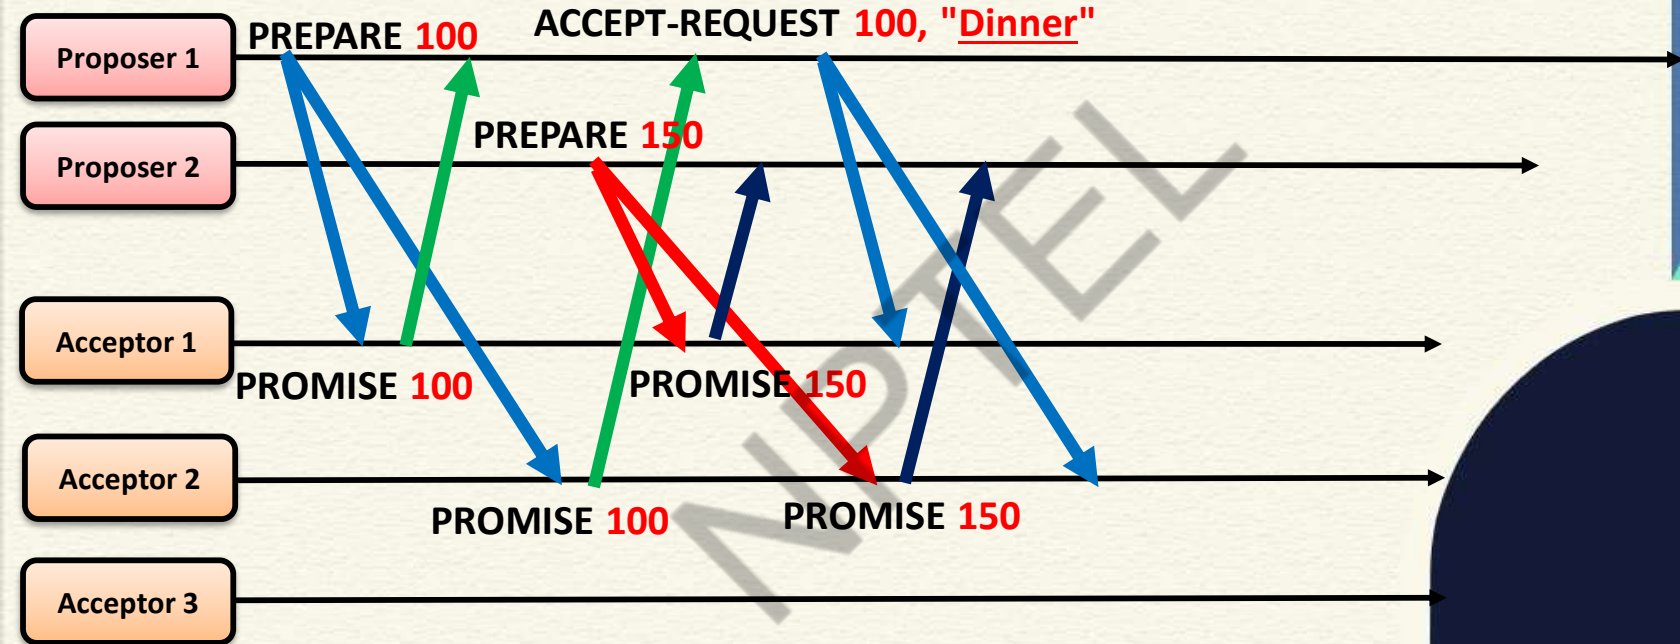 PREPARE 100
ACCEPT-REQUEST 100, "Dinner"
Proposer 1
PREPARE 150
Proposer 2
Acceptor 1
PROMISE 100
PROMISE 150
Acceptor 2
PROMISE 100
PROMISE 150
Acceptor 3
NPTEL